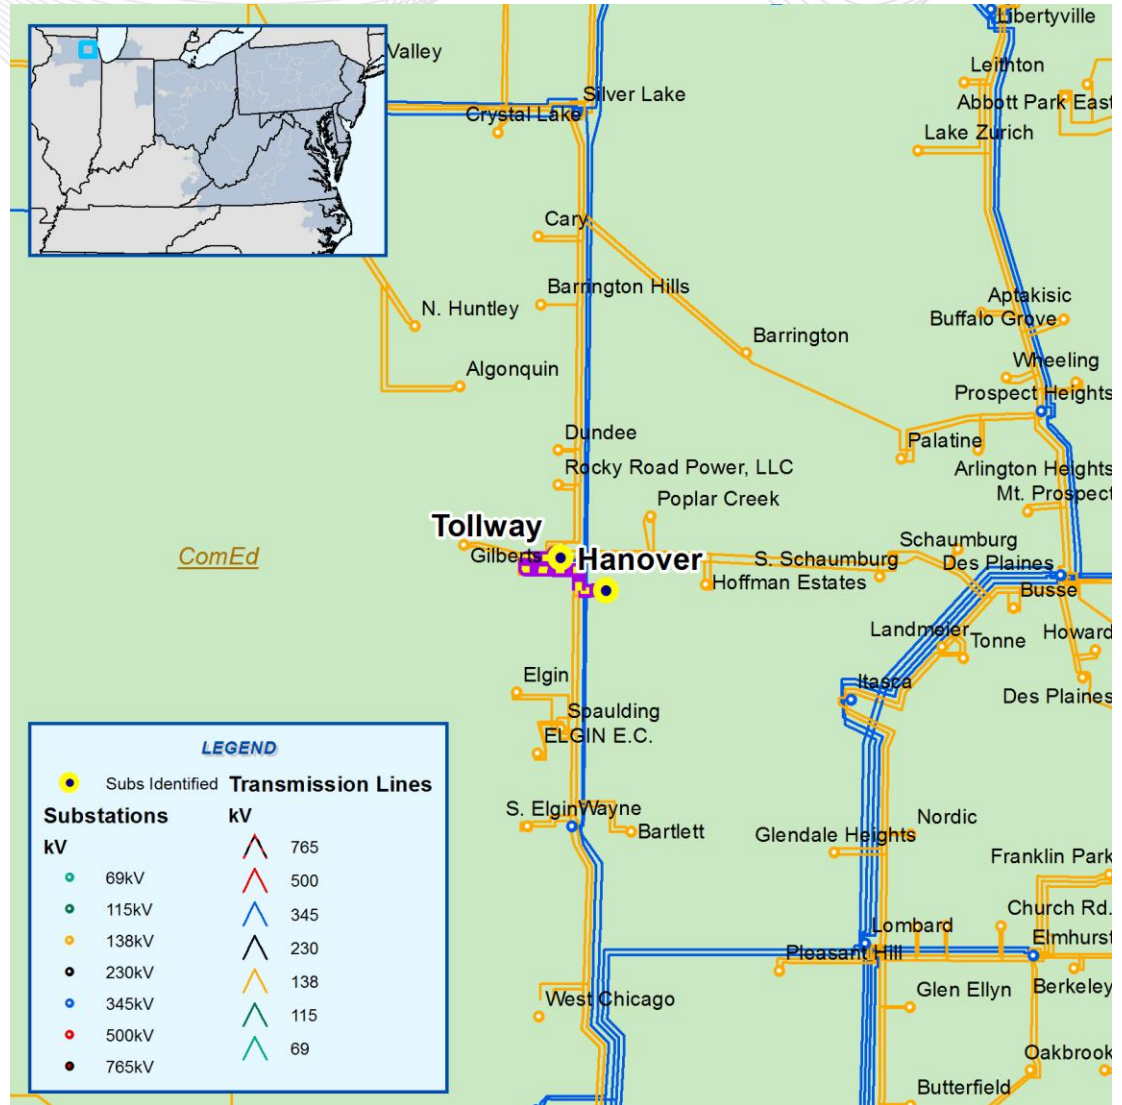 Libertyville
Valley
Leithton
Silver Lake
Abbott Park East
Crystal Lake
Lake Zurich
Cary
Barrington Hills
Aptakisic
N. Huntley
Buffalo Grove
Barrington
Wheeling
Algonquin
Prospect Heights
Dundee
Palatine
Rocky Road Power, LLC
Arlington Heights
Poplar Creek
Mt. Prospect
Tollway
Schaumburg
Gilberts
Hanover
ComEd
S. Schaumburg
Des Plaines
Hoffman Estates
Busse
Landmeier
Tonne
Howard
Elgin
Itasca
Des Plaines
Spaulding
ELGIN E.C.
S. Elgin
Wayne
Bartlett
Glendale Heights
Nordic
Franklin Park
Church Rd.
Lombard
Elmhurst
Pleasant Hill
West Chicago
Glen Ellyn
Berkeley
Oakbrook
Butterfield
LEGEND
Subs Identified
Transmission Lines
Substations
kV
kV
69kV
115kV
138kV
230kV
345kV
500kV
765kV
765
500
345
230
138
115
69